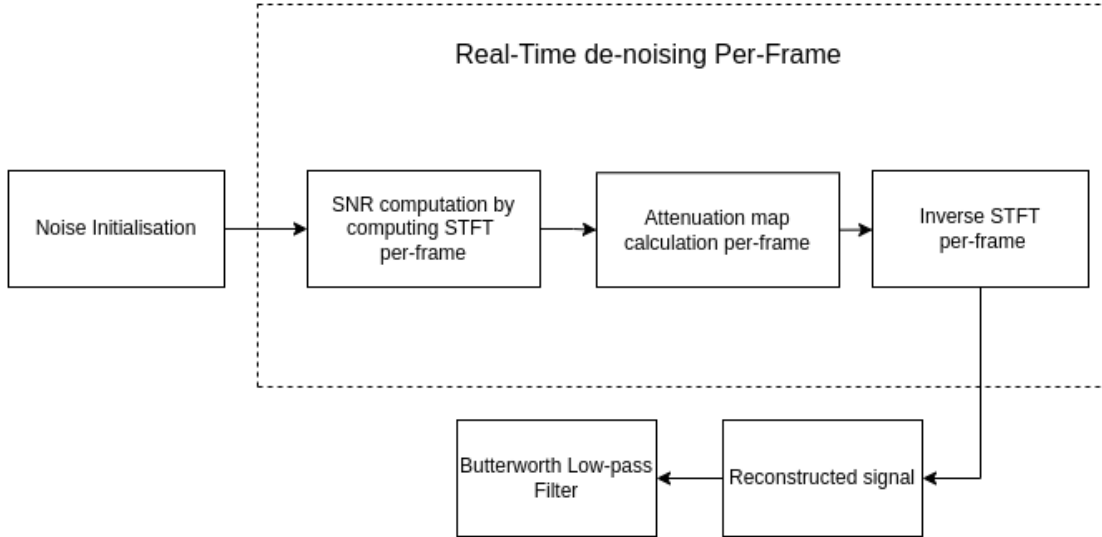 Real-Time de-noising Per-Frame
Noise Initialisation
SNR computation by
computing STFT
per-frame
Attenuation map
calculation per-frame
Inverse STFT
per-frame
Butterworth Low-pass
Filter
Reconstructed signal